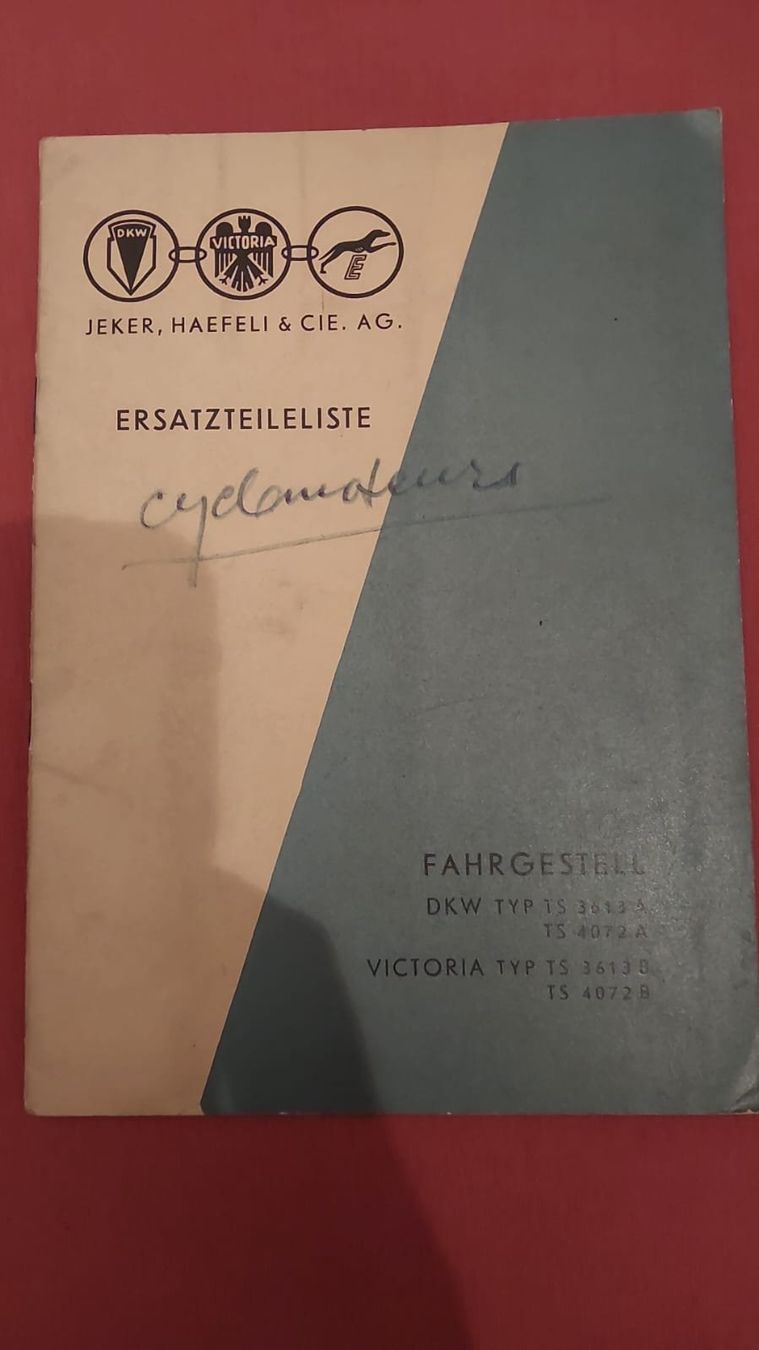 DKW
VICTORIA
E
JEKER, HAEFELI & CIE. AG.
ERSATZTEILELISTE
cyclomoteurs
FAHRGESTELL
DKW TYP TS 3613 A
TS 4072 A
VICTORIA TYP TS 3613 B
TS 4072 B